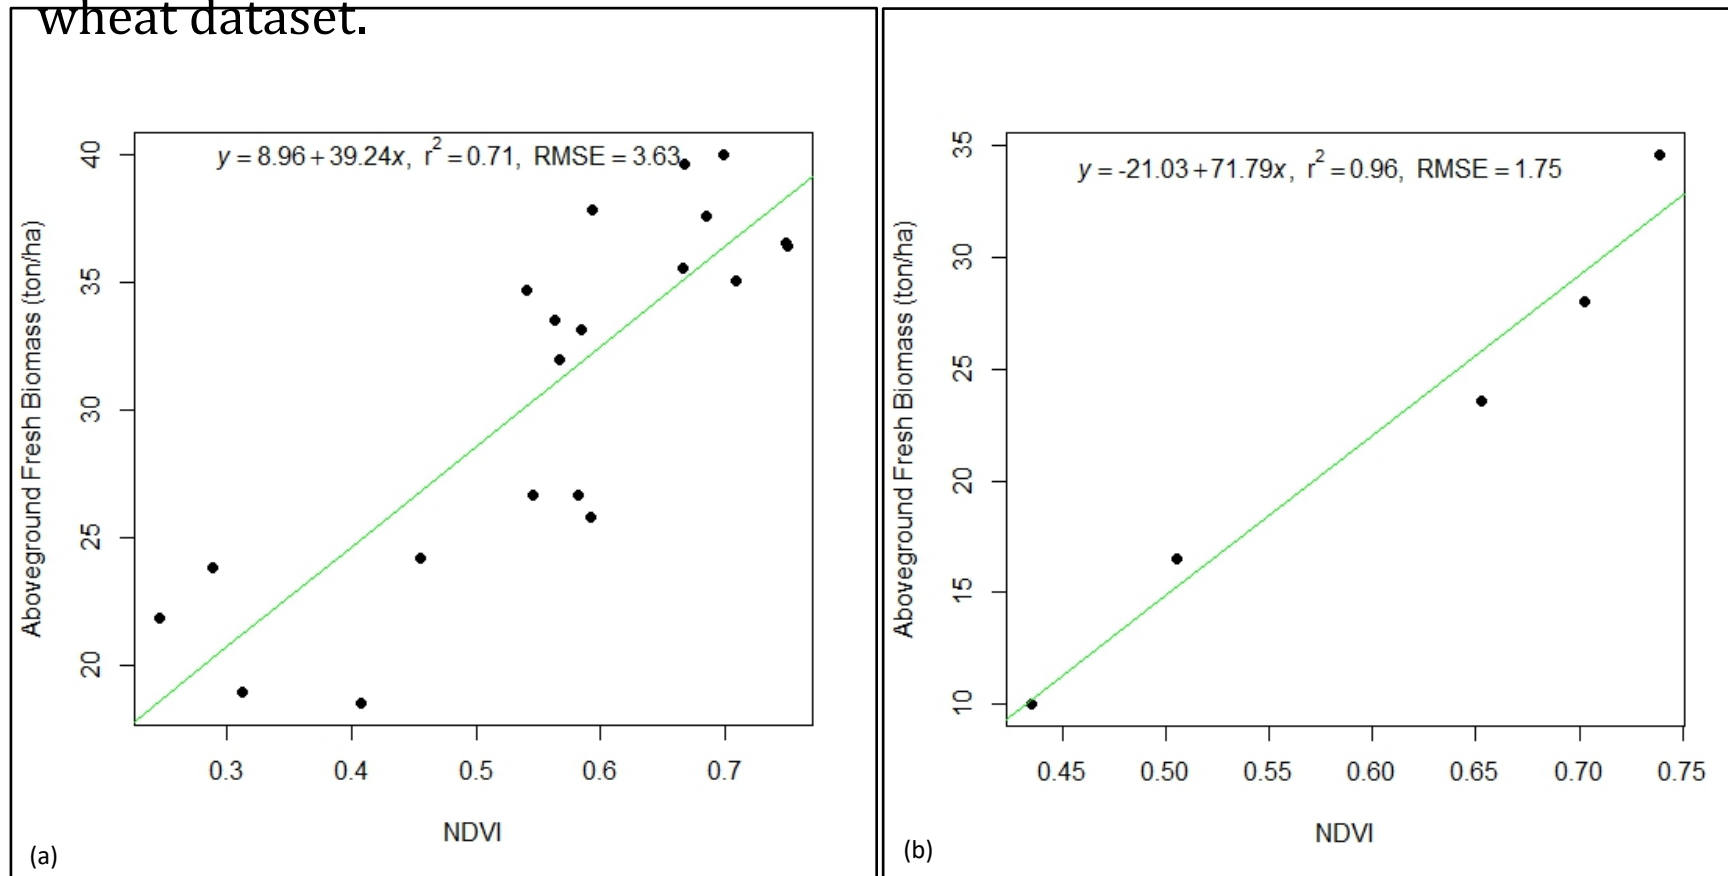 wheat dataset.
y = 8.96 + 39.24x, r² = 0.71, RMSE = 3.63
Aboveground Fresh Biomass (ton/ha)
40
35
30
25
20
0.3 0.4 0.5 0.6 0.7
NDVI
(a)
y = -21.03 + 71.79x, r² = 0.96, RMSE = 1.75
Aboveground Fresh Biomass (ton/ha)
35
30
25
20
15
10
0.45 0.50 0.55 0.60 0.65 0.70 0.75
NDVI
(b)